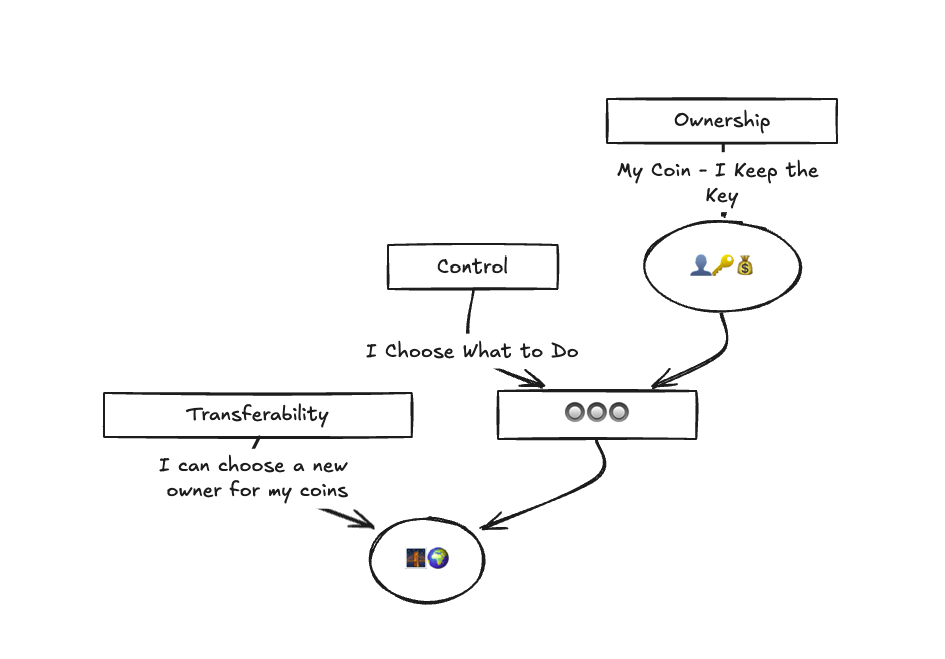 Ownership
My Coin - I Keep the
Key
👤🔑💰
Control
I Choose What to Do
🔘🔘🔘
Transferability
I can choose a new
owner for my coins
🌉🌍